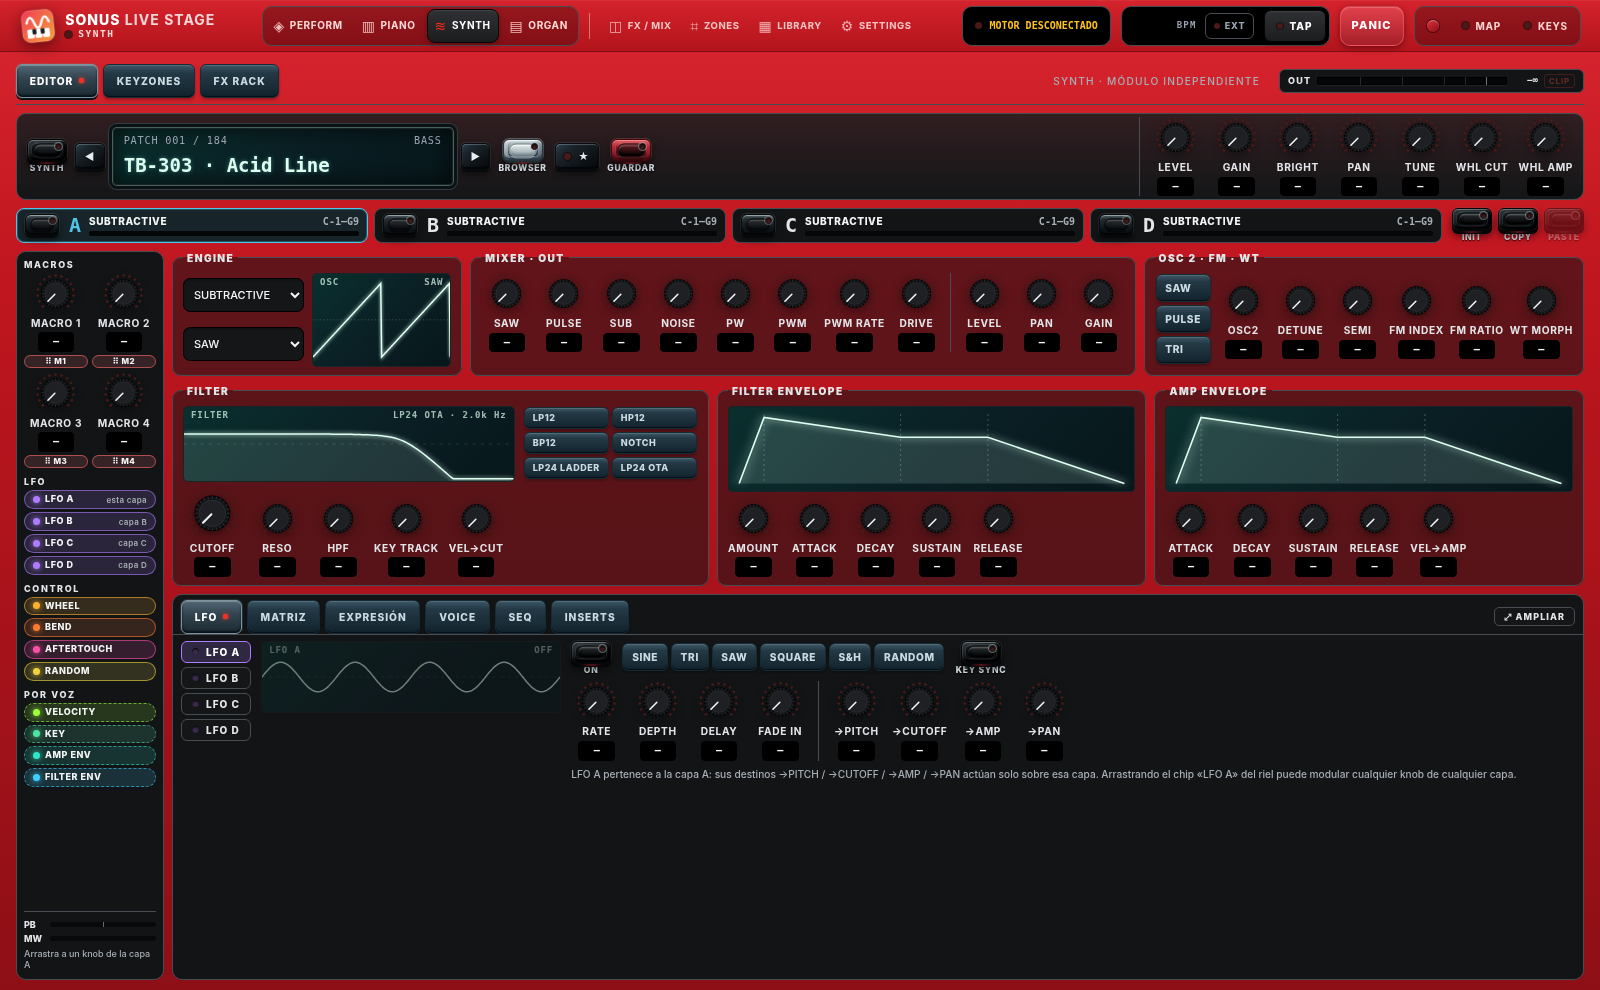 SONUS LIVE STAGE
SYNTH
PERFORM PIANO SYNTH ORGAN
FX / MIX ZONES LIBRARY SETTINGS
MOTOR DESCONECTADO
BPM EXT TAP
PANIC
MAP KEYS
EDITOR KEYZONES FX RACK
SYNTH · MÓDULO INDEPENDIENTE
OUT -∞ CLIP
SYNTH
◀
PATCH 001 / 184 BASS
TB-303 · Acid Line
▶
BROWSER
★
GUARDAR
LEVEL GAIN BRIGHT PAN TUNE WHL CUT WHL AMP
– – – – – – –
A SUBTRACTIVE C-1–G9
B SUBTRACTIVE C-1–G9
C SUBTRACTIVE C-1–G9
D SUBTRACTIVE C-1–G9
INIT COPY PASTE
MACROS
MACRO 1 MACRO 2
– –
⠿ M1 ⠿ M2
MACRO 3 MACRO 4
– –
⠿ M3 ⠿ M4
LFO
LFO A esta capa
LFO B capa B
LFO C capa C
LFO D capa D
CONTROL
WHEEL
BEND
AFTERTOUCH
RANDOM
POR VOZ
VELOCITY
KEY
AMP ENV
FILTER ENV
PB
MW
Arrastra a un knob de la capa
A
ENGINE
SUBTRACTIVE
SAW
OSC SAW
MIXER · OUT
SAW PULSE SUB NOISE PW PWM PWM RATE DRIVE LEVEL PAN GAIN
– – – – – – – – – – –
OSC 2 · FM · WT
SAW
PULSE
TRI
OSC2 DETUNE SEMI FM INDEX FM RATIO WT MORPH
– – – – – –
FILTER
FILTER LP24 OTA · 2.0k Hz
LP12 HP12
BP12 NOTCH
LP24 LADDER LP24 OTA
CUTOFF RESO HPF KEY TRACK VEL→CUT
– – – – –
FILTER ENVELOPE
AMOUNT ATTACK DECAY SUSTAIN RELEASE
– – – – –
AMP ENVELOPE
ATTACK DECAY SUSTAIN RELEASE VEL→AMP
– – – – –
LFO MATRIZ EXPRESIÓN VOICE SEQ INSERTS
⤢ AMPLIAR
LFO A
LFO B
LFO C
LFO D
LFO A OFF
ON
SINE TRI SAW SQUARE S&H RANDOM
KEY SYNC
RATE DEPTH DELAY FADE IN →PITCH →CUTOFF →AMP →PAN
– – – – – – – –
LFO A pertenece a la capa A: sus destinos →PITCH / →CUTOFF / →AMP / →PAN actúan solo sobre esa capa. Arrastrando el chip «LFO A» del riel puede modular cualquier knob de cualquier capa.